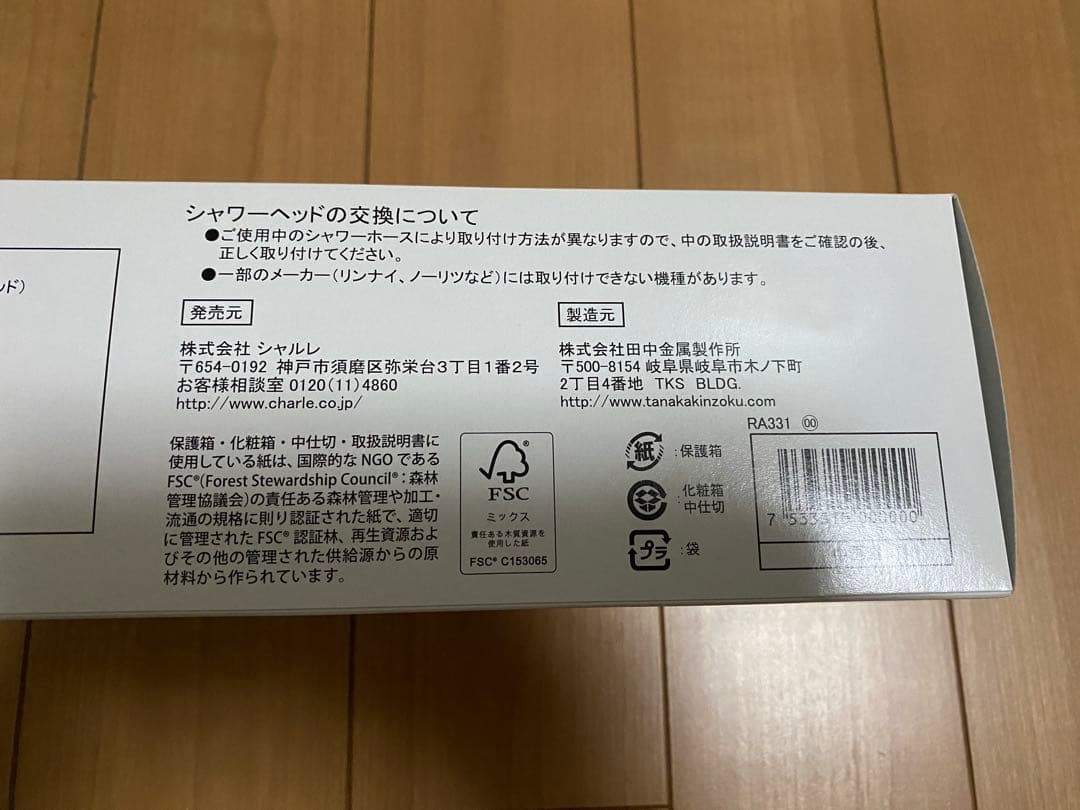 ッド）
シャワーヘッドの交換について
●ご使用中のシャワーホースにより取り付け方法が異なりますので、中の取扱説明書をご確認の後、
正しく取り付けてください。
●一部のメーカー（リンナイ、ノーリツなど）には取り付けできない機種があります。
発売元
株式会社 シャルレ
〒654-0192 神戸市須磨区弥栄台3丁目1番2号
お客様相談室 0120(11)4860
http://www.charle.co.jp/
製造元
株式会社田中金属製作所
〒500-8154 岐阜県岐阜市木ノ下町
2丁目4番地 TKS BLDG.
http://www.tanakakinzoku.com
保護箱・化粧箱・中仕切・取扱説明書に
使用している紙は、国際的な NGO である
FSC®(Forest Stewardship Council®：森林
管理協議会)の責任ある森林管理や加工・
流通の規格に則り認証された紙で、適切
に管理された FSC® 認証林、再生資源およ
びその他の管理された供給源からの原
材料から作られています。
FSC
ミックス
責任ある木質資源を
使用した紙
FSC® C153065
紙：保護箱
化粧箱
：中仕切
プラ：袋
RA331 00